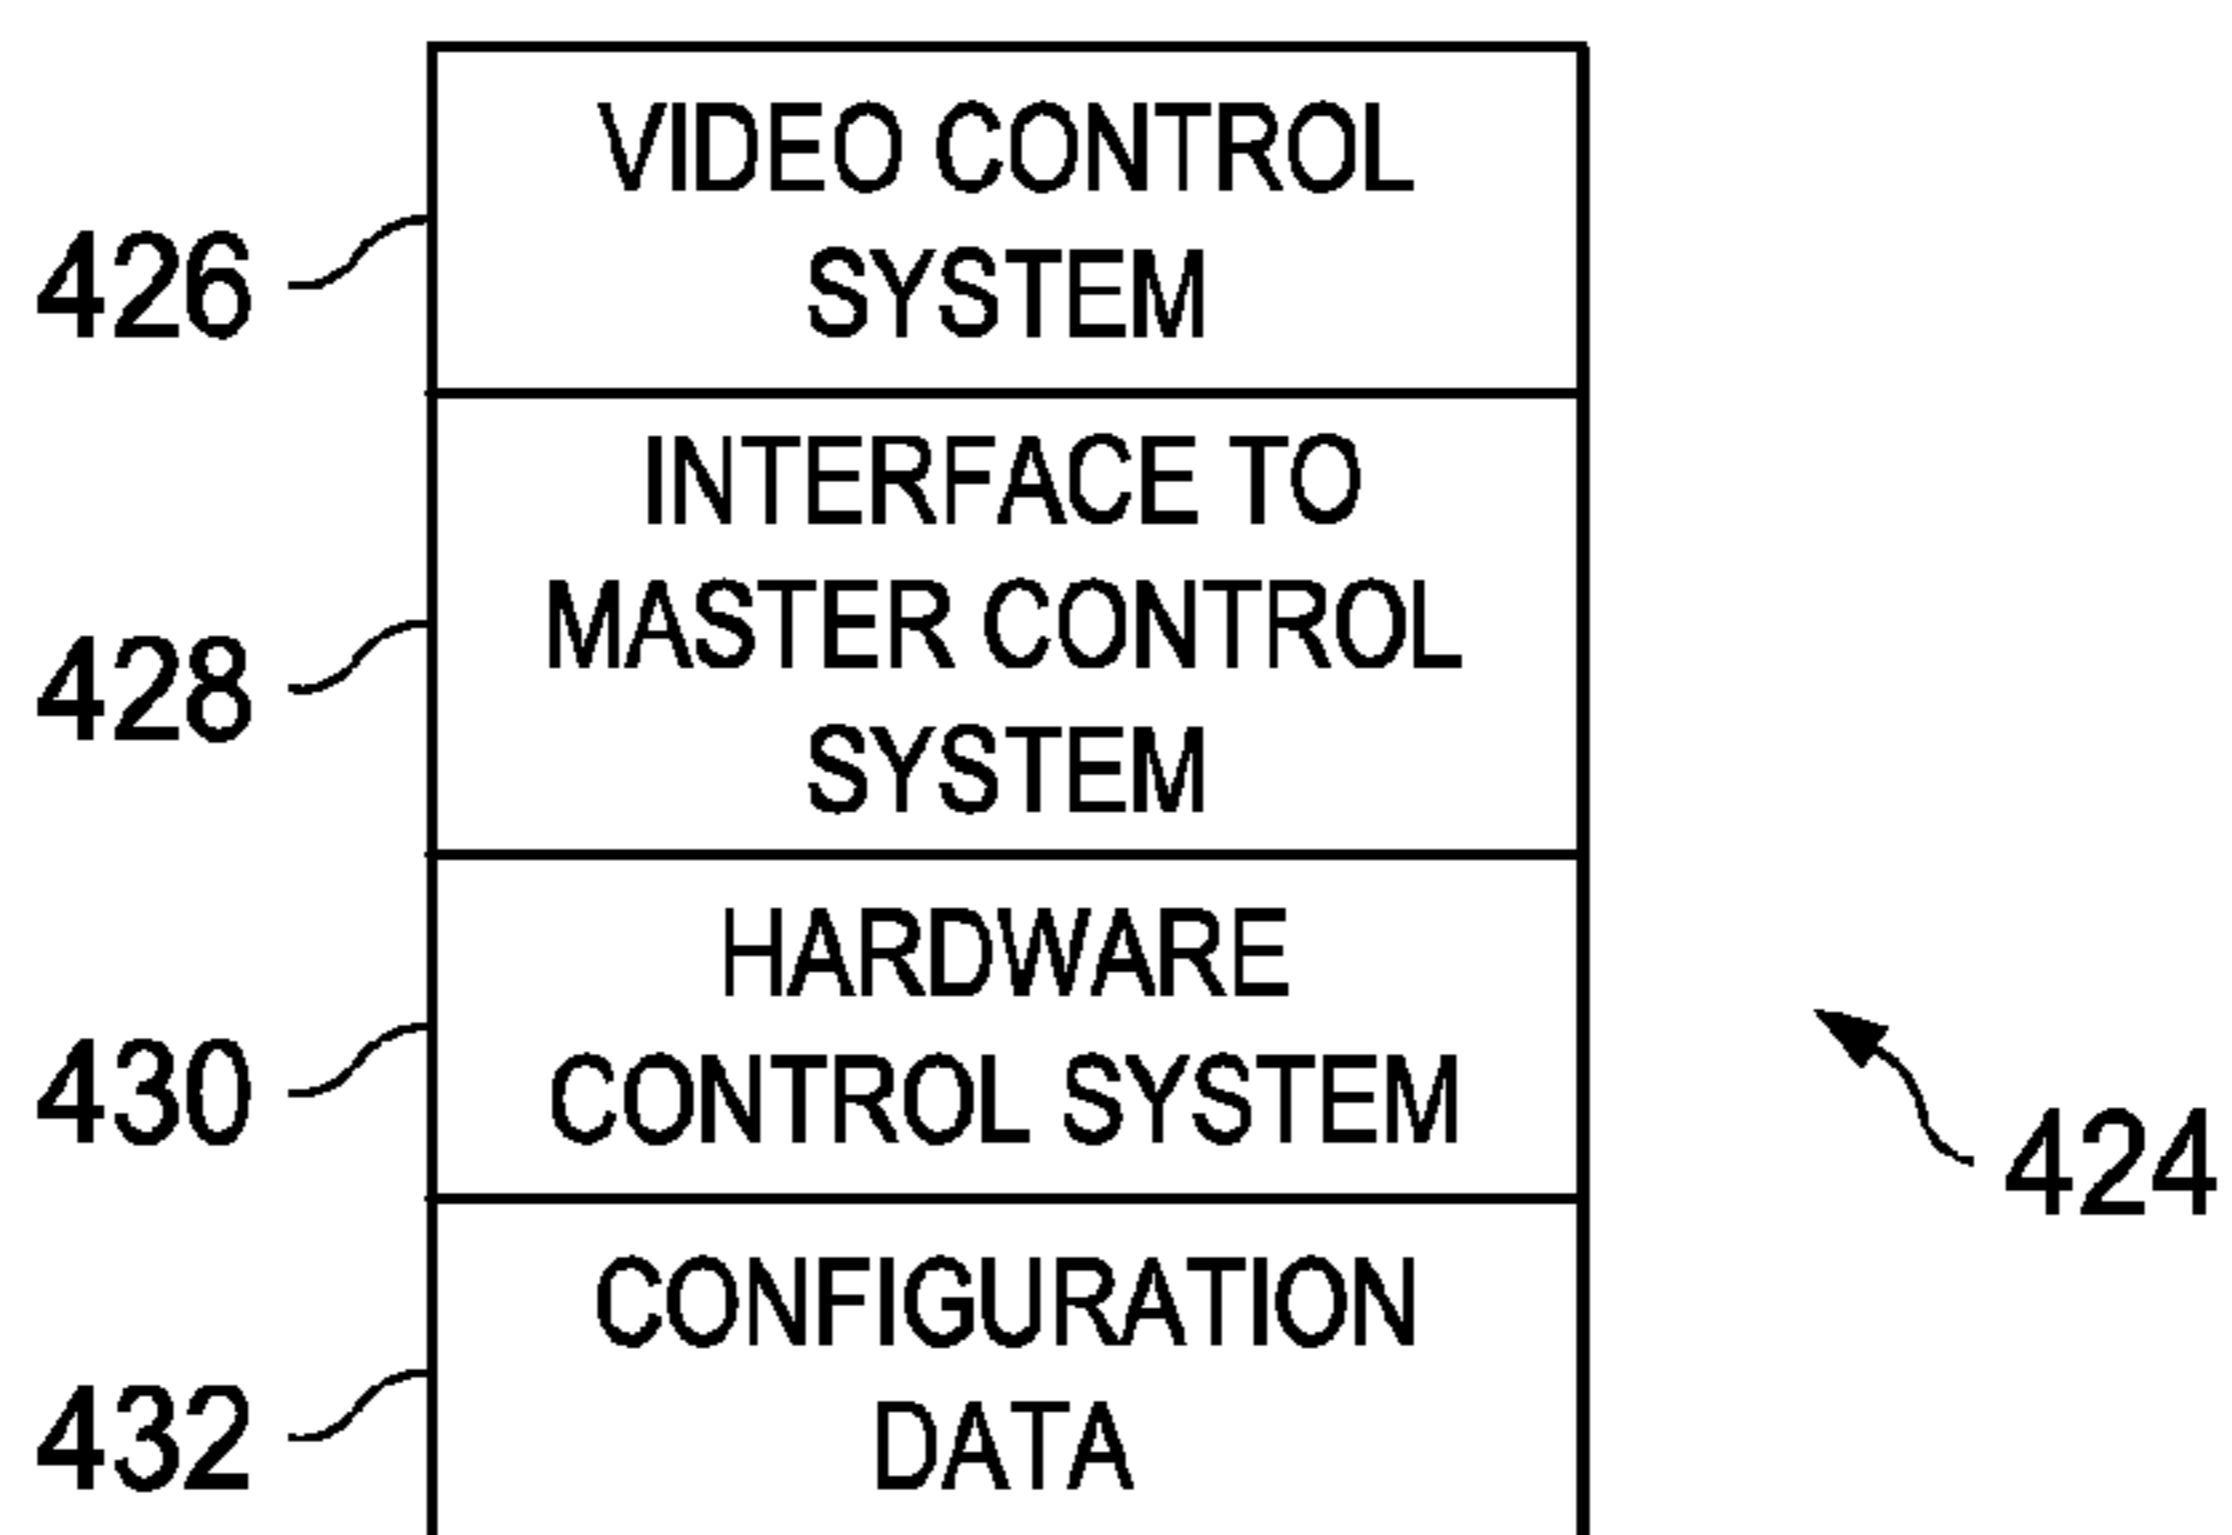 VIDEO CONTROL
SYSTEM
426
INTERFACE TO
MASTER CONTROL
SYSTEM
428
HARDWARE
CONTROL SYSTEM
430
424
CONFIGURATION
DATA
432